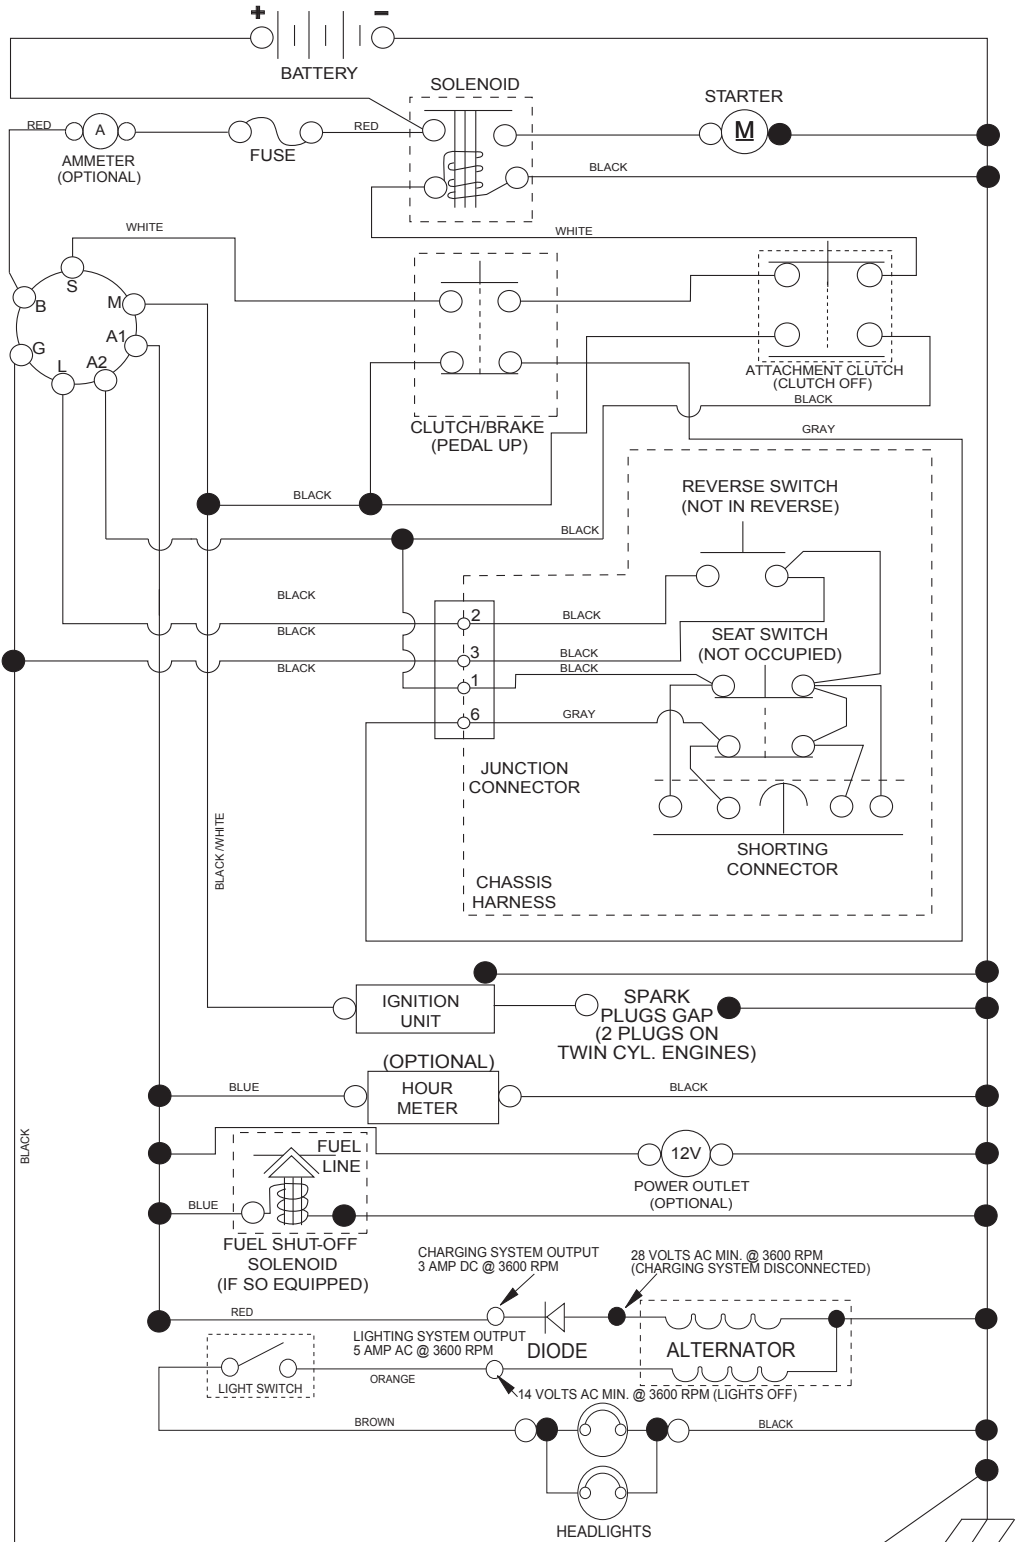 + −
BATTERY
SOLENOID
STARTER
RED
A
RED
M
AMMETER
(OPTIONAL)
FUSE
BLACK
WHITE
WHITE
S
B
M
A1
G
L
A2
ATTACHMENT CLUTCH
(CLUTCH OFF)
BLACK
CLUTCH/BRAKE
(PEDAL UP)
GRAY
REVERSE SWITCH
(NOT IN REVERSE)
BLACK
BLACK
BLACK
2
BLACK
BLACK
SEAT SWITCH
(NOT OCCUPIED)
3
BLACK
BLACK
BLACK
1
6
GRAY
JUNCTION
CONNECTOR
BLACK /WHITE
SHORTING
CONNECTOR
CHASSIS
HARNESS
IGNITION
UNIT
SPARK
PLUGS GAP
(2 PLUGS ON
TWIN CYL. ENGINES)
(OPTIONAL)
BLUE
HOUR
METER
BLACK
BLACK
FUEL
LINE
12V
POWER OUTLET
(OPTIONAL)
BLUE
FUEL SHUT-OFF
SOLENOID
(IF SO EQUIPPED)
CHARGING SYSTEM OUTPUT
3 AMP DC @ 3600 RPM
28 VOLTS AC MIN. @ 3600 RPM
(CHARGING SYSTEM DISCONNECTED)
RED
LIGHTING SYSTEM OUTPUT
5 AMP AC @ 3600 RPM
DIODE
ALTERNATOR
LIGHT SWITCH
ORANGE
14 VOLTS AC MIN. @ 3600 RPM (LIGHTS OFF)
BROWN
BLACK
HEADLIGHTS